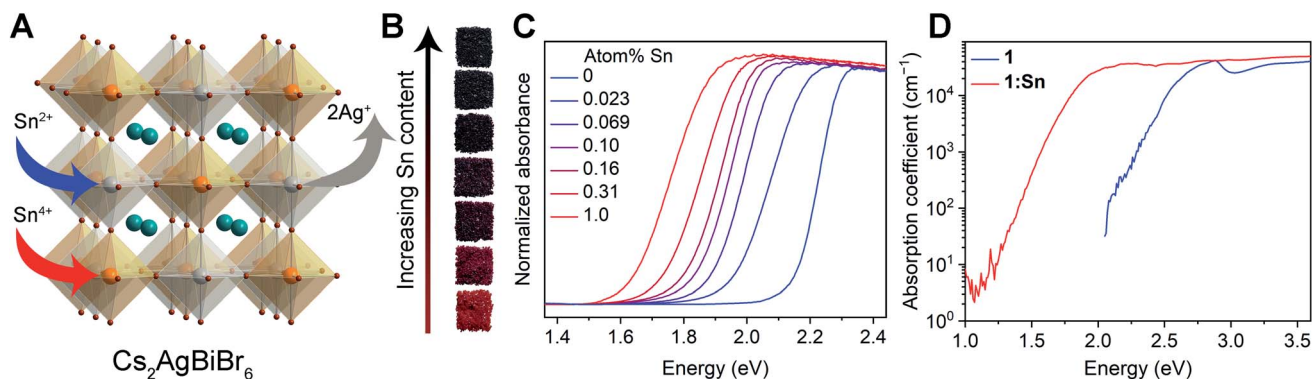 A
Sn2+
Sn4+
2Ag+
Cs2AgBiBr6
B
Increasing Sn content
C
Normalized absorbance
Atom% Sn
0
0.023
0.069
0.10
0.16
0.31
1.0
1.4 1.6 1.8 2.0 2.2 2.4
Energy (eV)
D
Absorption coefficient (cm−1)
1
1:Sn
10^4
10^3
10^2
10^1
10^0
1.0 1.5 2.0 2.5 3.0 3.5
Energy (eV)